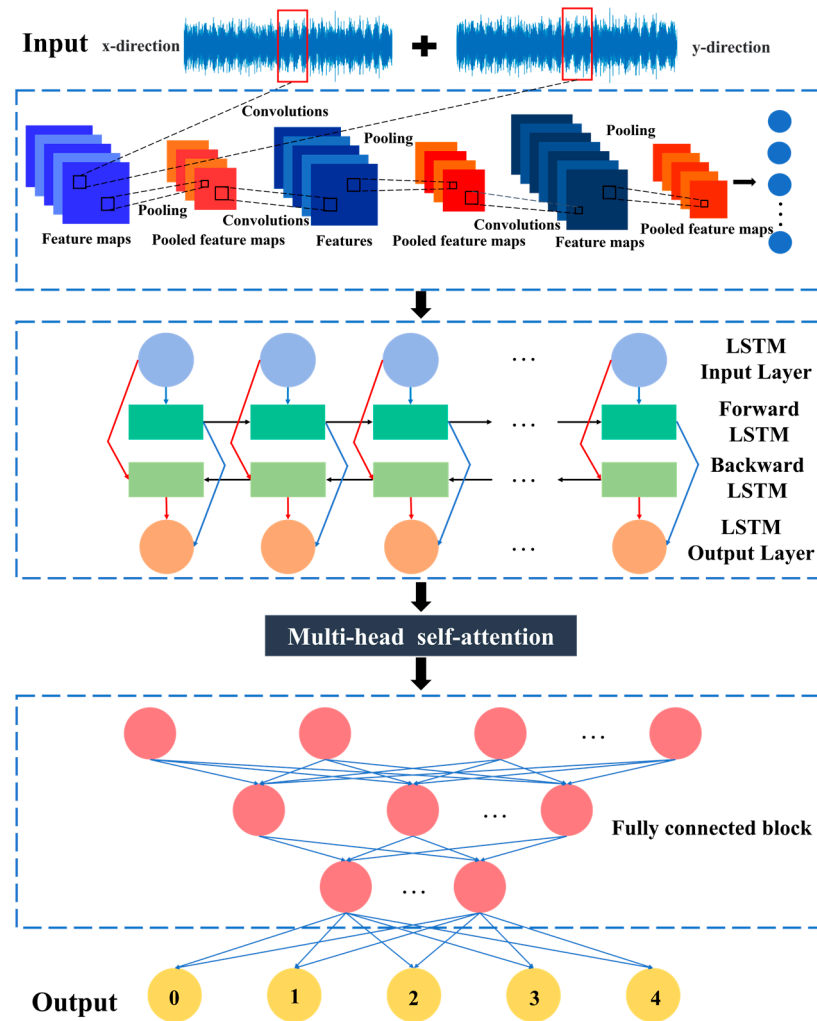 Input
x-direction
y-direction
Convolutions
Pooling
Pooling
Pooling
Convolutions
Convolutions
Feature maps
Pooled feature maps
Features
Pooled feature maps
Feature maps
Pooled feature maps
LSTM
Input Layer
...
Forward
LSTM
...
Backward
LSTM
...
LSTM
Output Layer
...
Multi-head self-attention
...
...
Fully connected block
...
Output
0
1
2
3
4